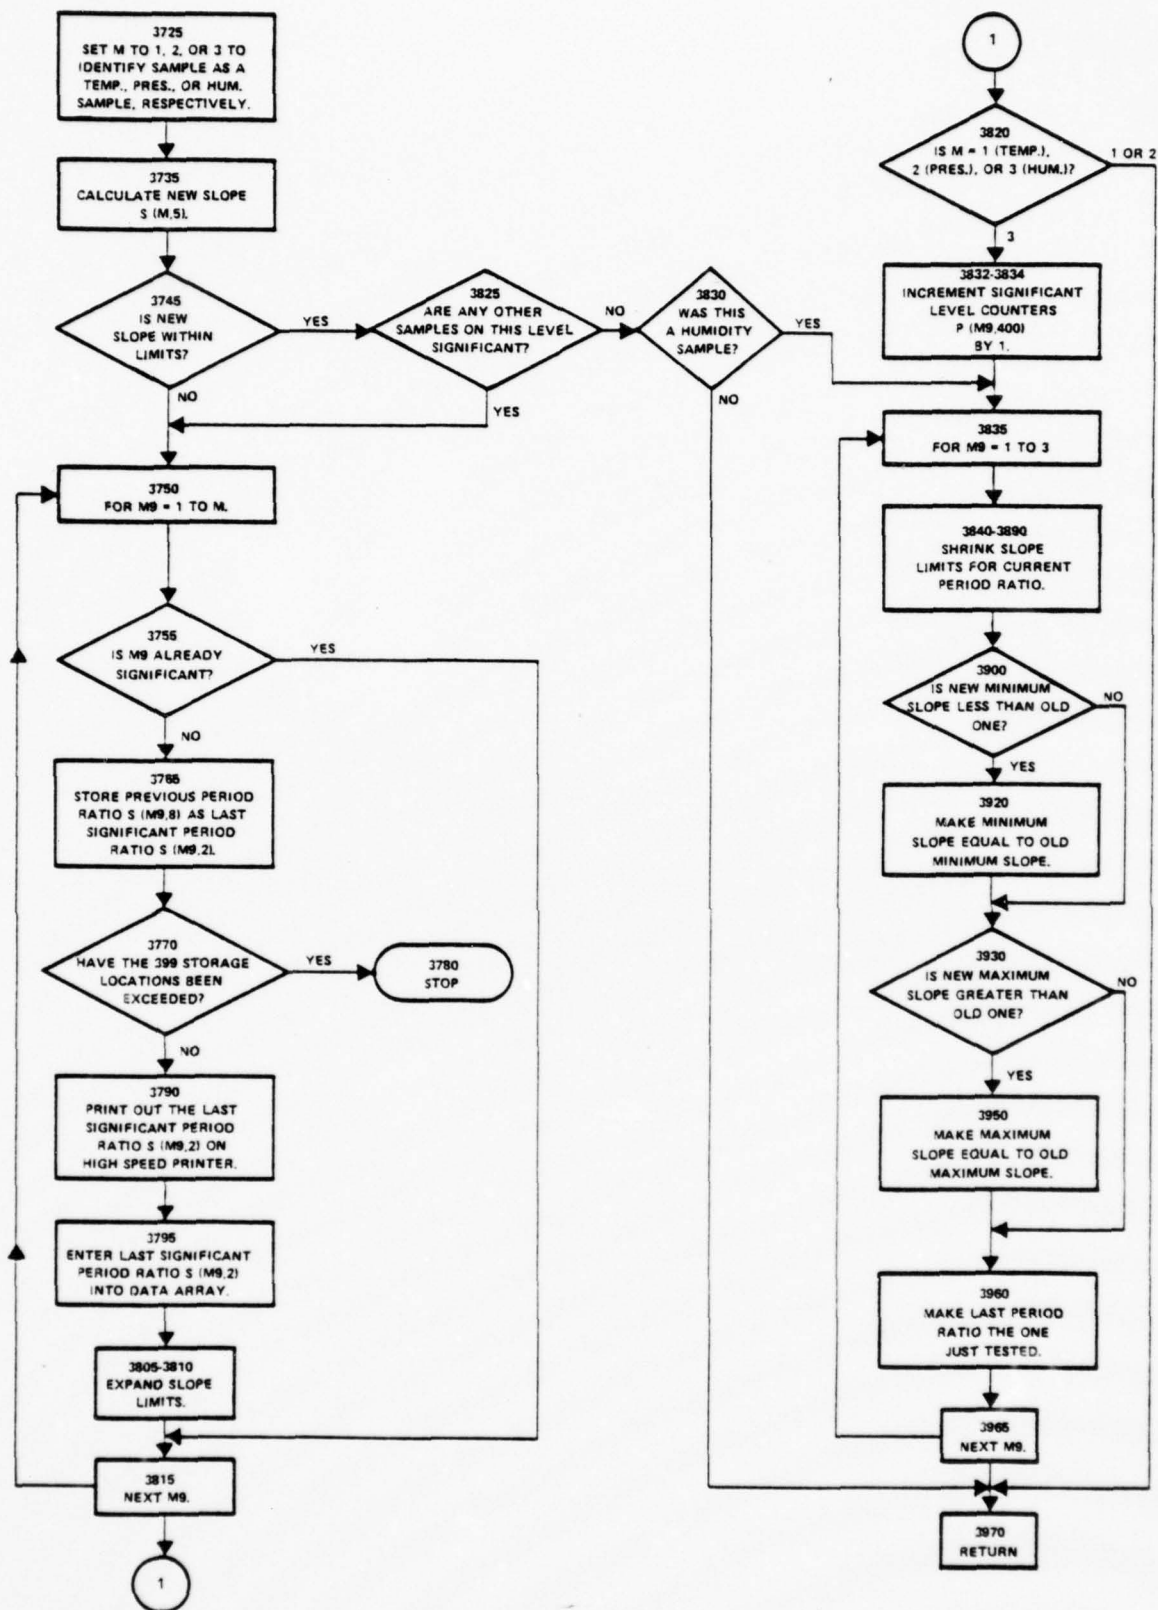 3725
SET M TO 1, 2, OR 3 TO
IDENTIFY SAMPLE AS A
TEMP., PRES., OR HUM.
SAMPLE, RESPECTIVELY.
3735
CALCULATE NEW SLOPE
S (M,5).
3745
IS NEW
SLOPE WITHIN
LIMITS?
YES
NO
3825
ARE ANY OTHER
SAMPLES ON THIS LEVEL
SIGNIFICANT?
NO
YES
3830
WAS THIS
A HUMIDITY
SAMPLE?
YES
NO
3750
FOR M9 = 1 TO M.
3755
IS M9 ALREADY
SIGNIFICANT?
YES
NO
3765
STORE PREVIOUS PERIOD
RATIO S (M9,8) AS LAST
SIGNIFICANT PERIOD
RATIO S (M9,2).
3770
HAVE THE 399 STORAGE
LOCATIONS BEEN
EXCEEDED?
YES
NO
3780
STOP
3790
PRINT OUT THE LAST
SIGNIFICANT PERIOD
RATIO S (M9,2) ON
HIGH SPEED PRINTER.
3795
ENTER LAST SIGNIFICANT
PERIOD RATIO S (M9,2)
INTO DATA ARRAY.
3805-3810
EXPAND SLOPE
LIMITS.
3815
NEXT M9.
1
1
3820
IS M = 1 (TEMP.),
2 (PRES.), OR 3 (HUM.)?
1 OR 2
3
3832-3834
INCREMENT SIGNIFICANT
LEVEL COUNTERS
P (M9,400)
BY 1.
3835
FOR M9 = 1 TO 3
3840-3890
SHRINK SLOPE
LIMITS FOR CURRENT
PERIOD RATIO.
3900
IS NEW MINIMUM
SLOPE LESS THAN OLD
ONE?
NO
YES
3920
MAKE MINIMUM
SLOPE EQUAL TO OLD
MINIMUM SLOPE.
3930
IS NEW MAXIMUM
SLOPE GREATER THAN
OLD ONE?
NO
YES
3950
MAKE MAXIMUM
SLOPE EQUAL TO OLD
MAXIMUM SLOPE.
3960
MAKE LAST PERIOD
RATIO THE ONE
JUST TESTED.
3965
NEXT M9.
3970
RETURN